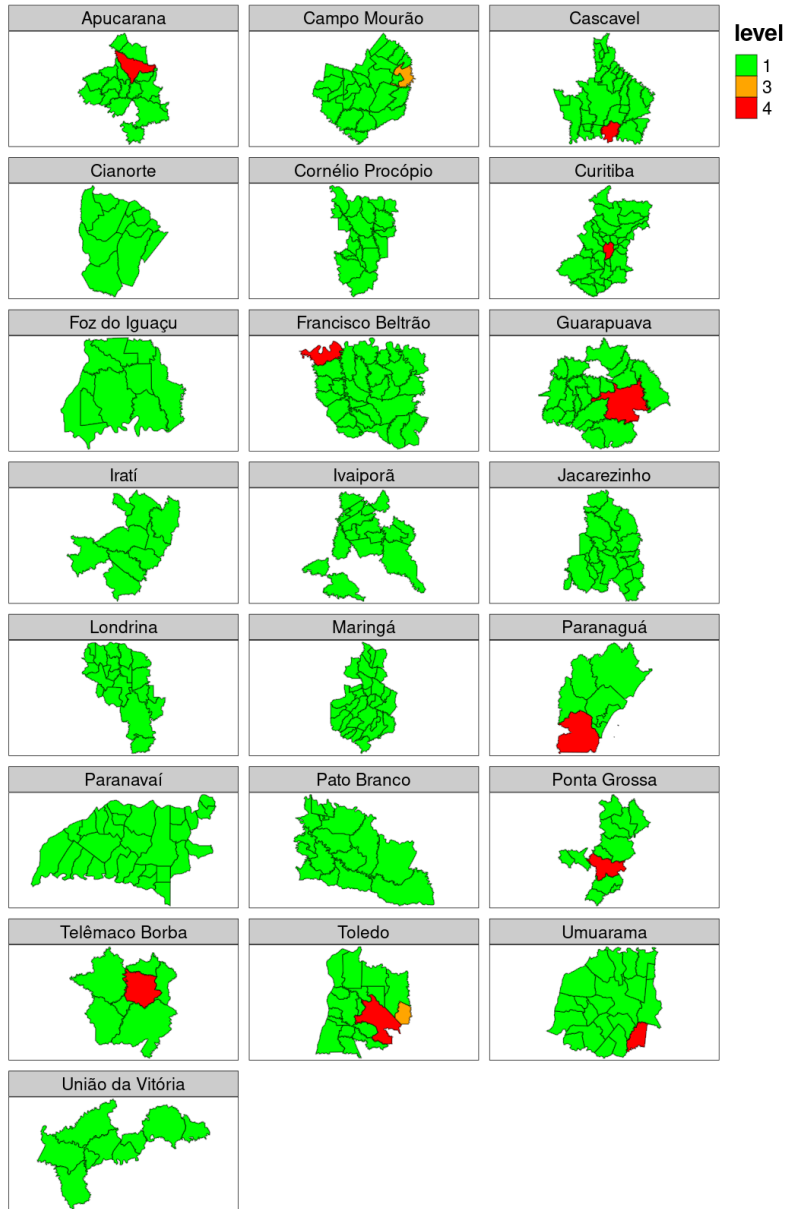 Apucarana
Campo Mourão
Cascavel
level
1
3
4
Cianorte
Cornélio Procópio
Curitiba
Foz do Iguaçu
Francisco Beltrão
Guarapuava
Iratí
Ivaiporã
Jacarezinho
Londrina
Maringá
Paranaguá
Paranavaí
Pato Branco
Ponta Grossa
Telêmaco Borba
Toledo
Umuarama
União da Vitória